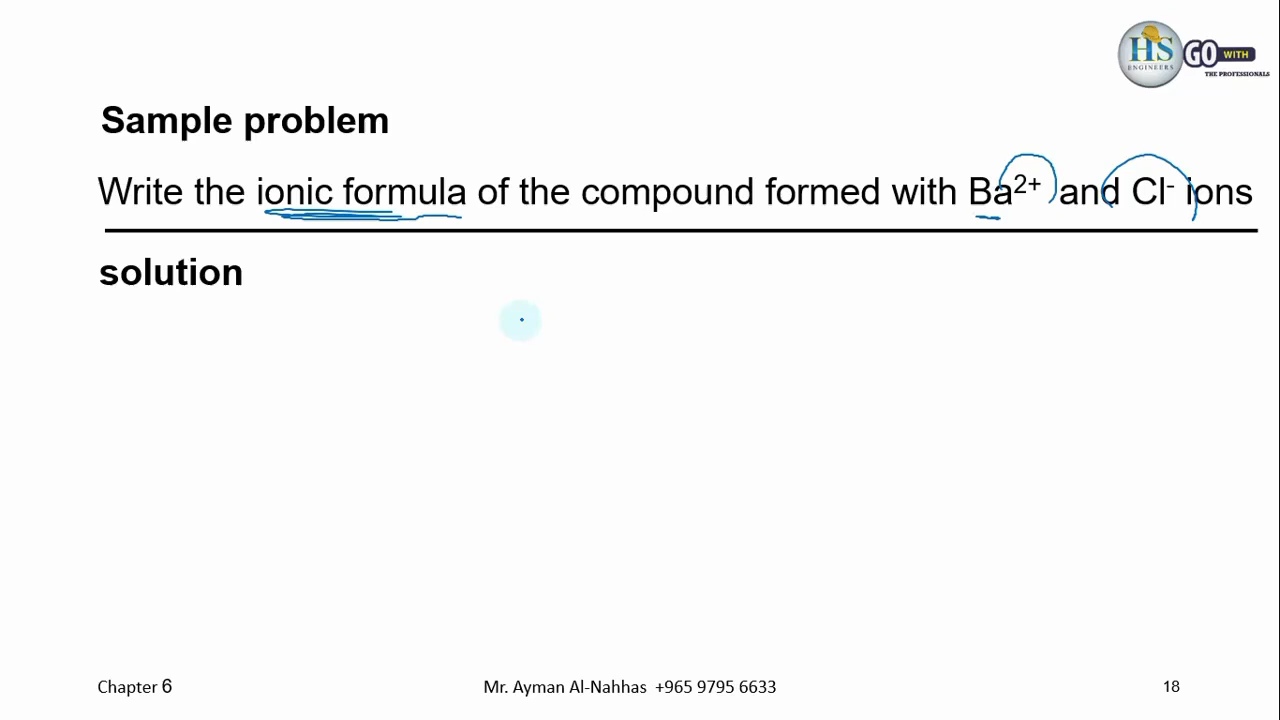 HS
ENGINEERS
GO WITH
THE PROFESSIONALS
Sample problem
Write the ionic formula of the compound formed with Ba²⁺ and Cl⁻ ions
solution
Chapter 6 Mr. Ayman Al-Nahhas +965 9795 6633 18